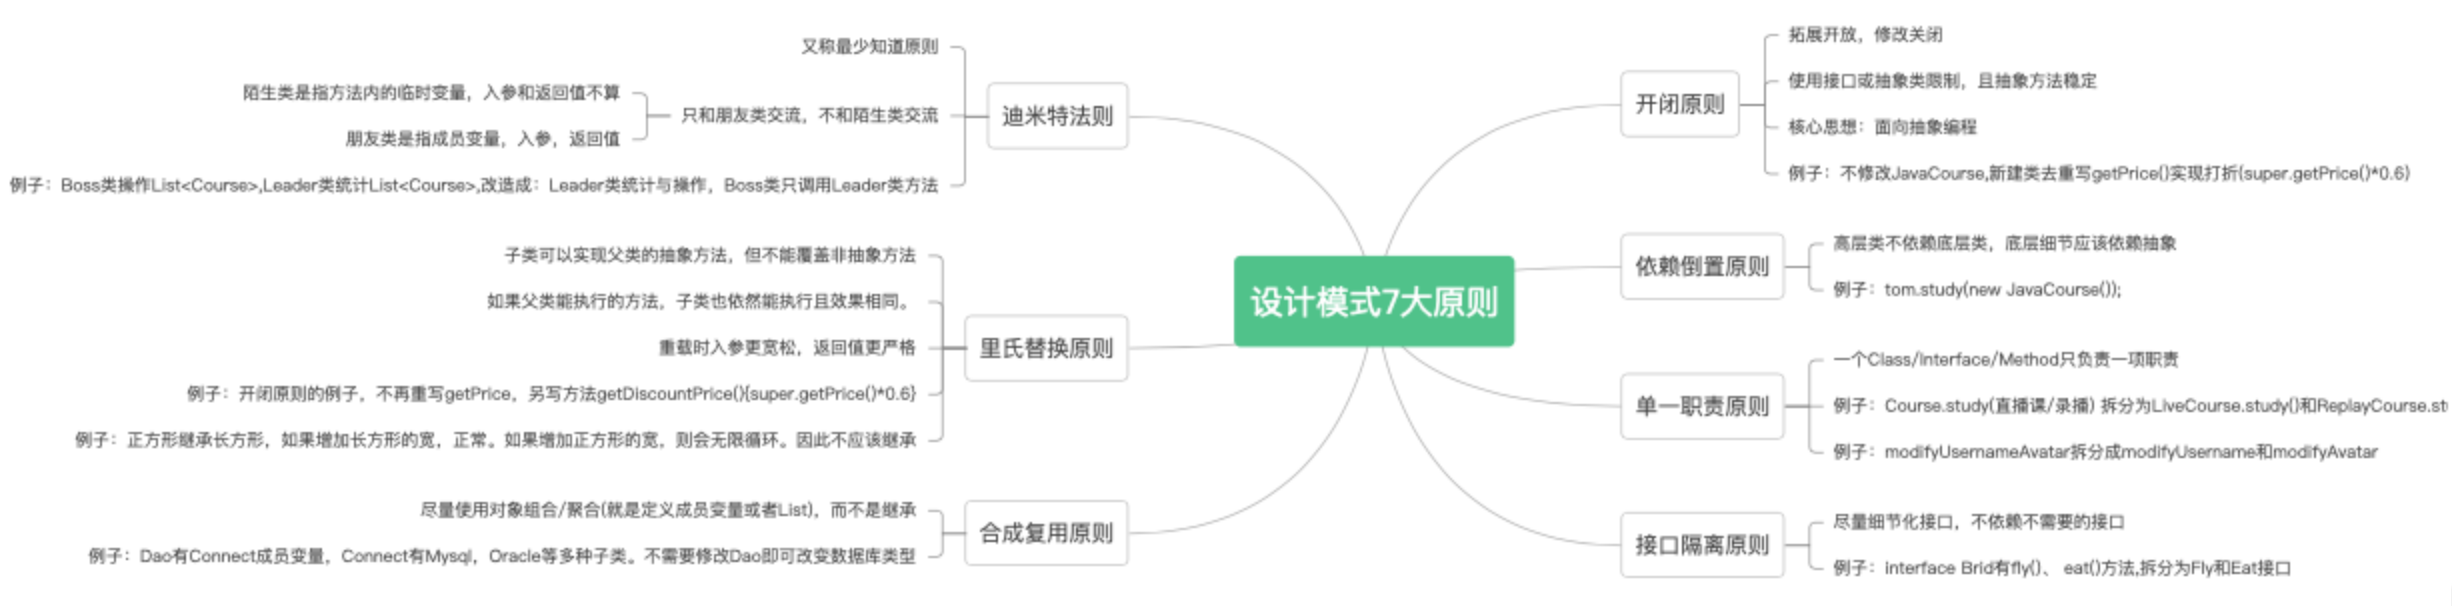 设计模式7大原则
开闭原则
拓展开放，修改关闭
使用接口或抽象类限制，且抽象方法稳定
核心思想：面向抽象编程
例子：不修改JavaCourse,新建类去重写getPrice()实现打折(super.getPrice()*0.6)
依赖倒置原则
高层类不依赖底层类，底层细节应该依赖抽象
例子：tom.study(new JavaCourse());
单一职责原则
一个Class/Interface/Method只负责一项职责
例子：Course.study(直播课/录播) 拆分为LiveCourse.study()和ReplayCourse.st
例子：modifyUsernameAvatar拆分成modifyUsername和modifyAvatar
接口隔离原则
尽量细节化接口，不依赖不需要的接口
例子：interface Brid有fly()、 eat()方法,拆分为Fly和Eat接口
迪米特法则
又称最少知道原则
只和朋友类交流，不和陌生类交流
陌生类是指方法内的临时变量，入参和返回值不算
朋友类是指成员变量，入参，返回值
例子：Boss类操作List<Course>,Leader类统计List<Course>,改造成：Leader类统计与操作，Boss类只调用Leader类方法
里氏替换原则
子类可以实现父类的抽象方法，但不能覆盖非抽象方法
如果父类能执行的方法，子类也依然能执行且效果相同。
重载时入参更宽松，返回值更严格
例子：开闭原则的例子，不再重写getPrice，另写方法getDiscountPrice(){super.getPrice()*0.6}
例子：正方形继承长方形，如果增加长方形的宽，正常。如果增加正方形的宽，则会无限循环。因此不应该继承
合成复用原则
尽量使用对象组合/聚合(就是定义成员变量或者List)，而不是继承
例子：Dao有Connect成员变量，Connect有Mysql，Oracle等多种子类。不需要修改Dao即可改变数据库类型